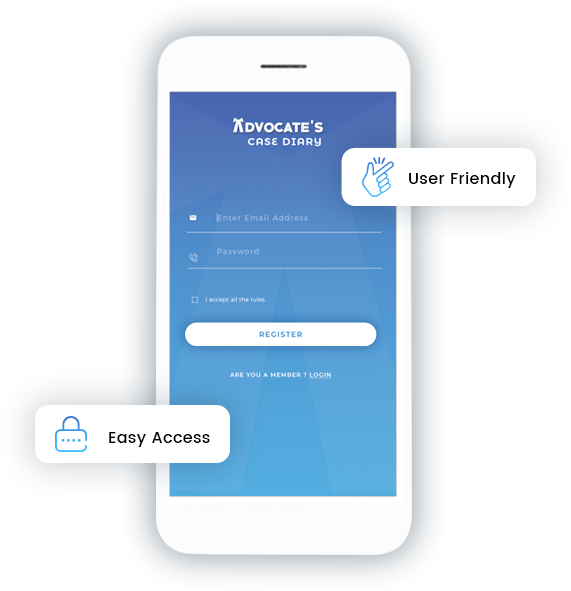 ADVOCATE'S
CASE DIARY
User Friendly
Enter Email Address
Password
I accept all the rules.
REGISTER
ARE YOU A MEMBER ? LOGIN
Easy Access